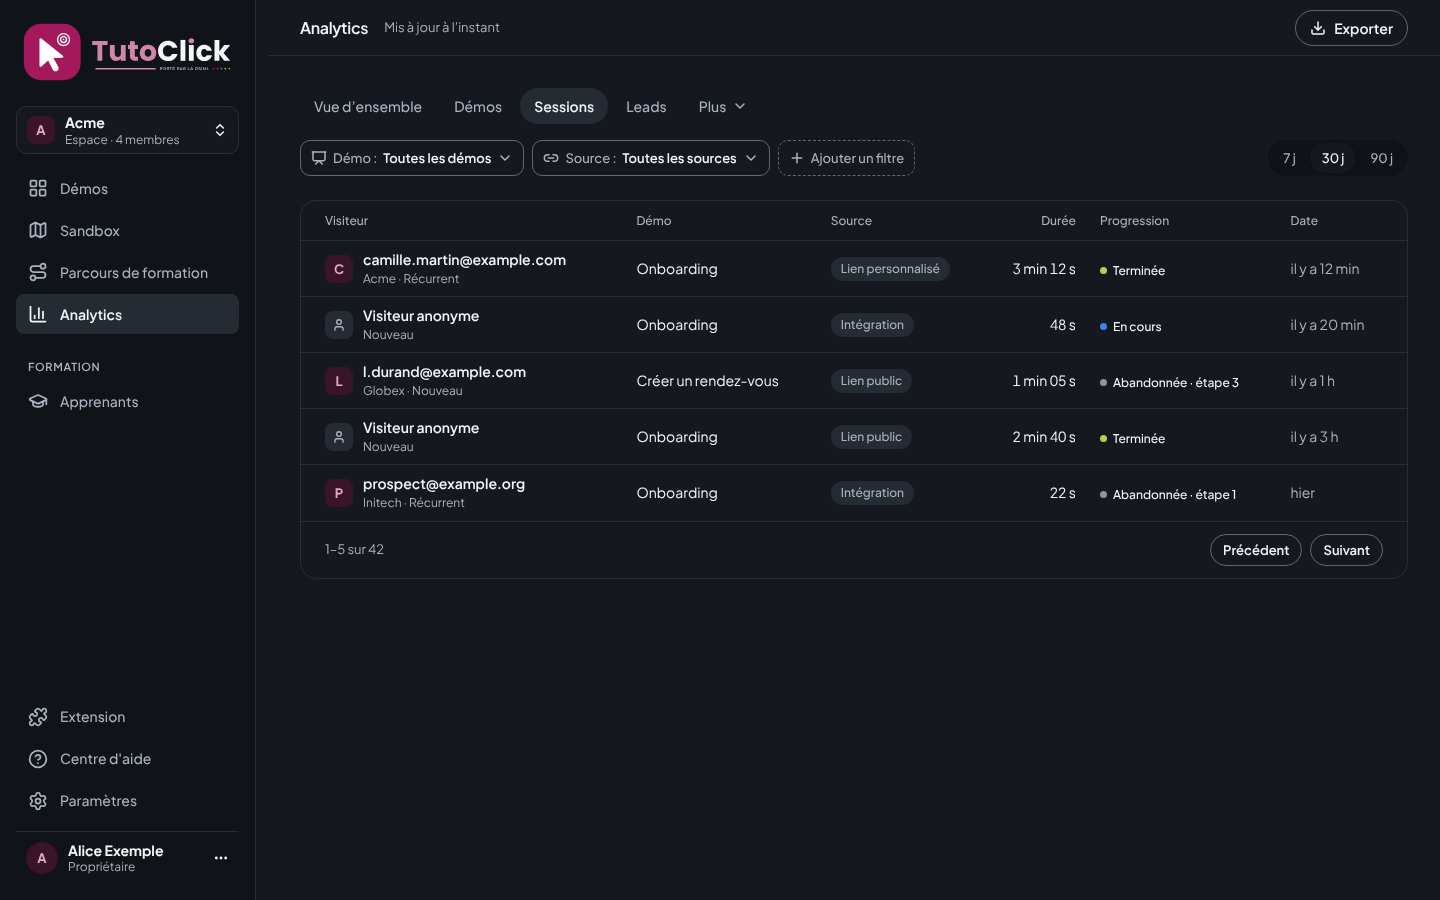 TutoClick
PORTÉ PAR LA DSIML
A
Acme
Espace · 4 membres
Démos
Sandbox
Parcours de formation
Analytics
FORMATION
Apprenants
Extension
Centre d'aide
Paramètres
A
Alice Exemple
Propriétaire
Analytics
Mis à jour à l’instant
Exporter
Vue d’ensemble
Démos
Sessions
Leads
Plus
Démo : Toutes les démos
Source : Toutes les sources
Ajouter un filtre
7 j
30 j
90 j
Visiteur
Démo
Source
Durée
Progression
Date
C
camille.martin@example.com
Acme · Récurrent
Onboarding
Lien personnalisé
3 min 12 s
Terminée
il y a 12 min
Visiteur anonyme
Nouveau
Onboarding
Intégration
48 s
En cours
il y a 20 min
L
l.durand@example.com
Globex · Nouveau
Créer un rendez-vous
Lien public
1 min 05 s
Abandonnée · étape 3
il y a 1 h
Visiteur anonyme
Nouveau
Onboarding
Lien public
2 min 40 s
Terminée
il y a 3 h
P
prospect@example.org
Initech · Récurrent
Onboarding
Intégration
22 s
Abandonnée · étape 1
hier
1–5 sur 42
Précédent
Suivant